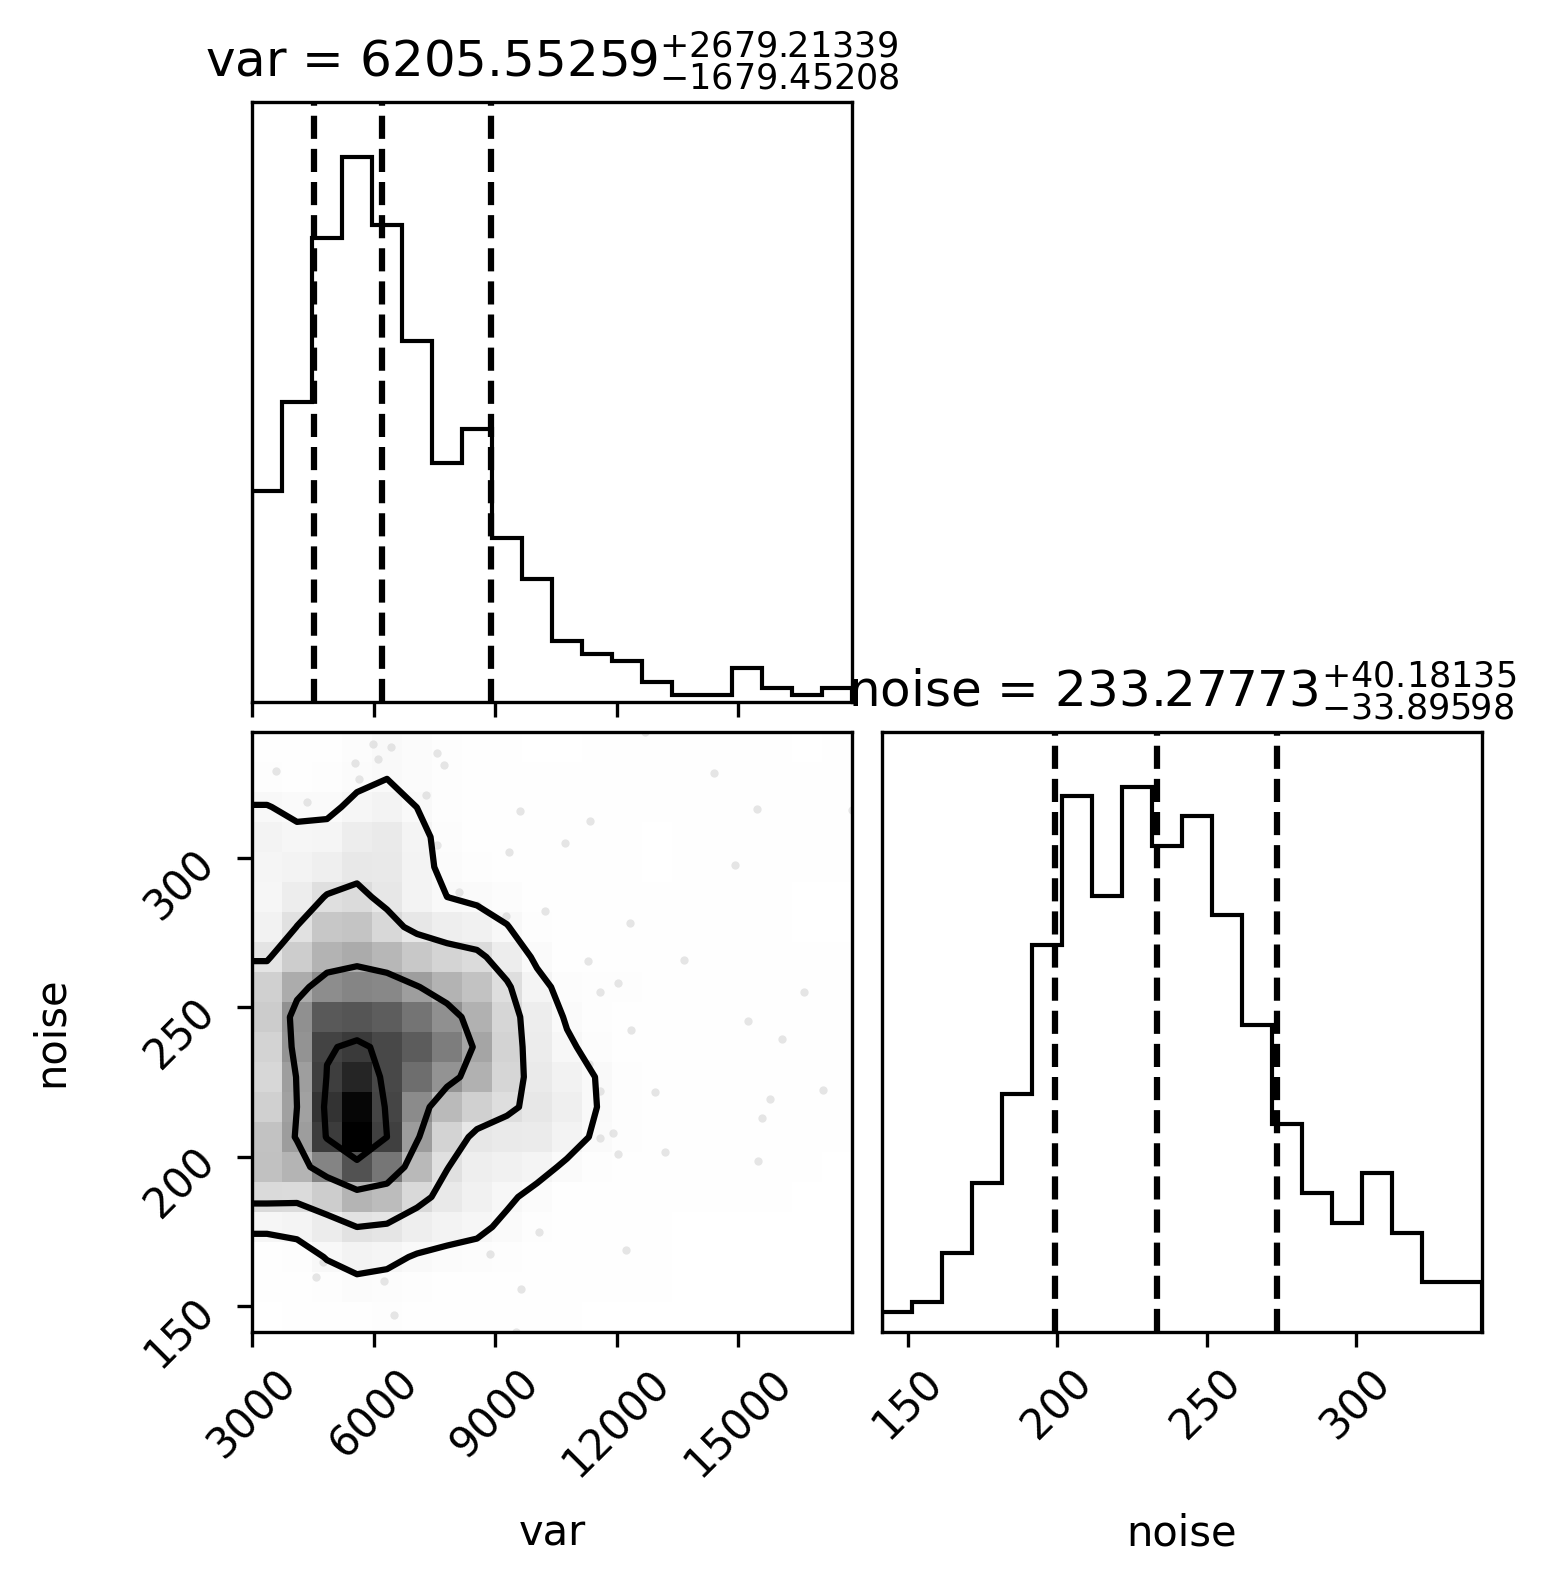 var = 6205.55259+2679.21339
−1679.45208
noise = 233.27773+40.18135
−33.89598
noise
300
250
200
150
3000 6000 9000 12000 15000
150 200 250 300
var
noise